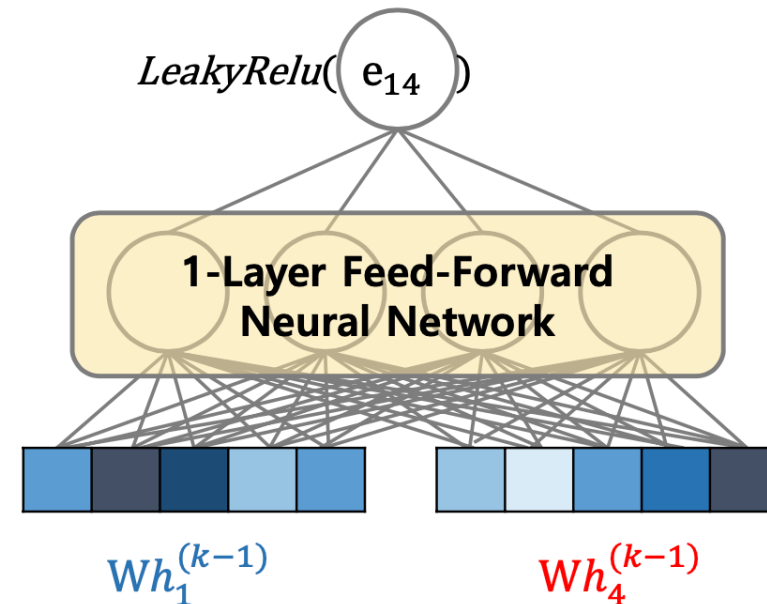 LeakyRelu(e₁₄)
1-Layer Feed-Forward
Neural Network
Wh₁⁽ᵏ⁻¹⁾ Wh₄⁽ᵏ⁻¹⁾